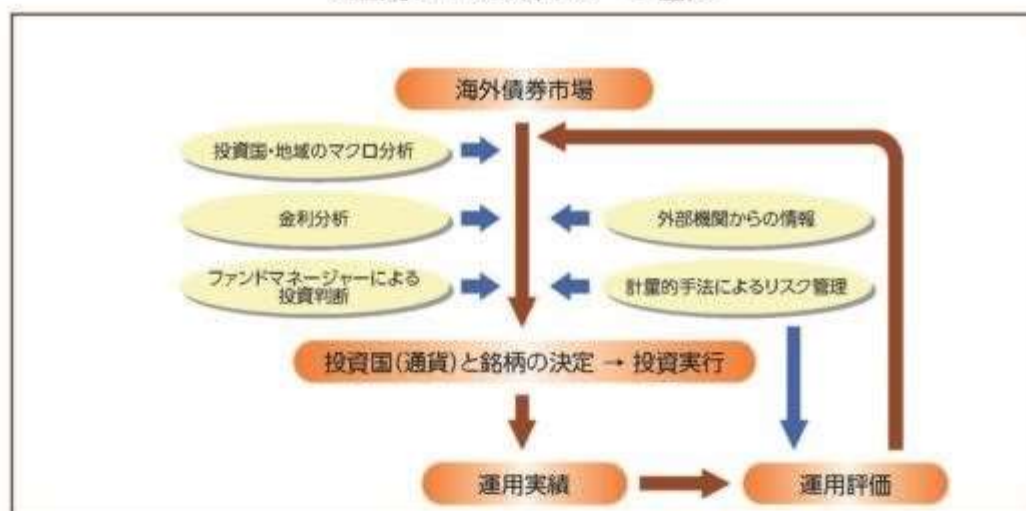 海外債券市場
投資国・地域のマクロ分析
金利分析
外部機関からの情報
ファンドマネージャーによる
投資判断
計量的手法によるリスク管理
投資国(通貨)と銘柄の決定 → 投資実行
運用実績
運用評価